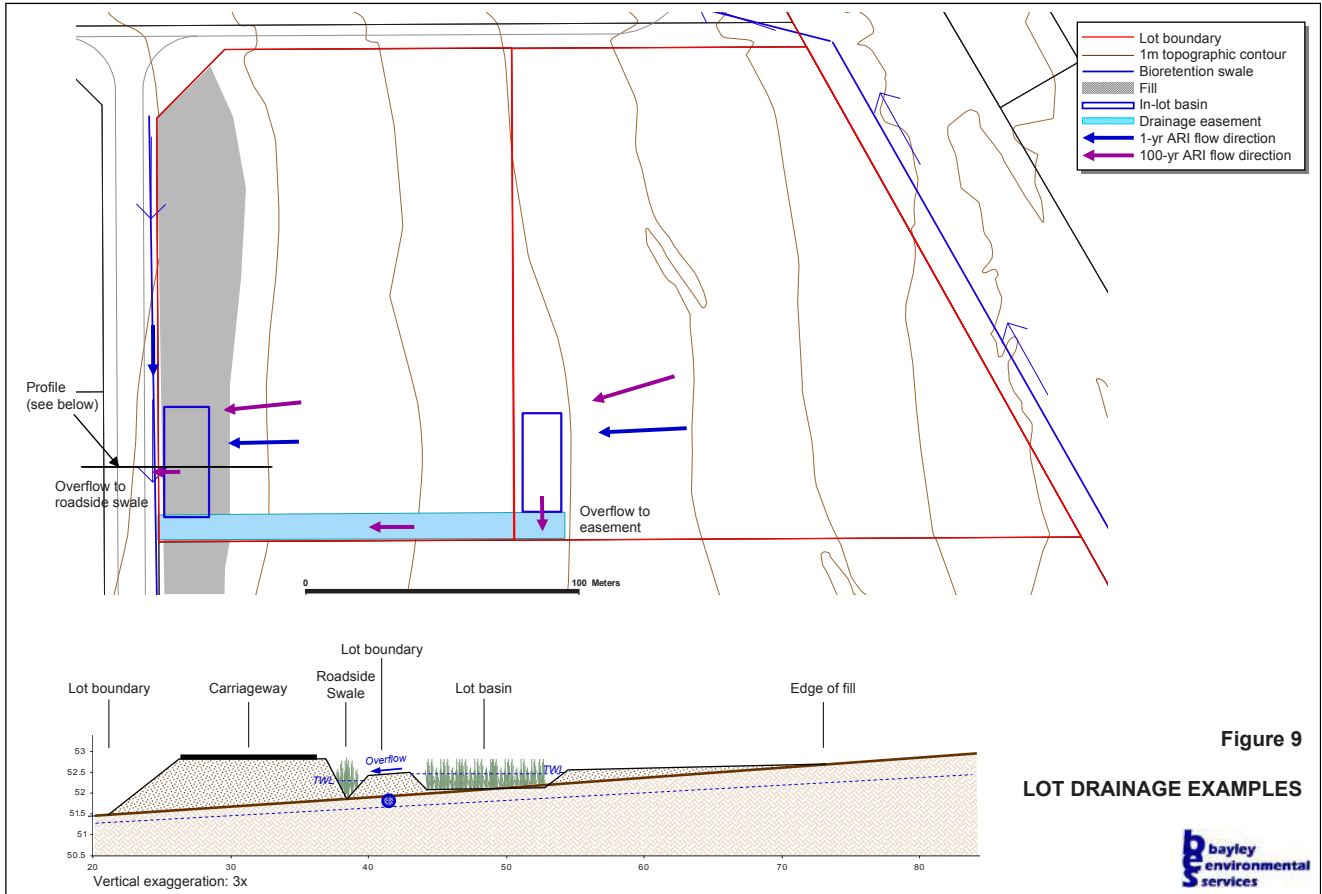 Lot boundary
1m topographic contour
Bioretention swale
Fill
In-lot basin
Drainage easement
1-yr ARI flow direction
100-yr ARI flow direction
Profile
(see below)
Overflow to
roadside swale
Overflow to
easement
0
100 Meters
Lot boundary
Lot boundary
Carriageway
Roadside
Swale
Lot basin
Edge of fill
53
52.5
52
51.5
51
50.5
TWL
Overflow
TWL
20
30
40
50
60
70
80
Vertical exaggeration: 3x
Figure 9
LOT DRAINAGE EXAMPLES
bes
bayley
environmental
services